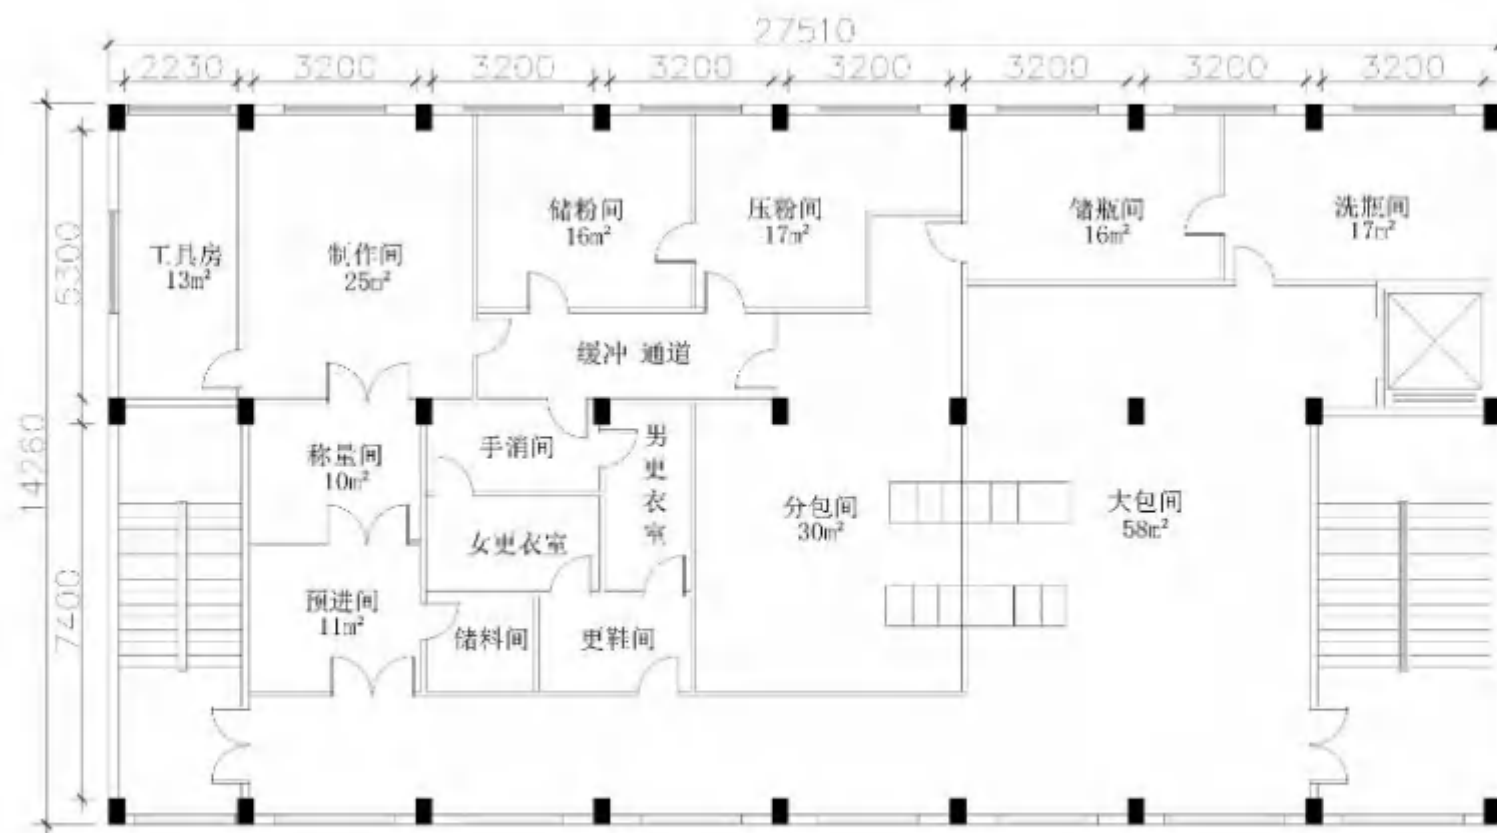 27510
2230 3200 3200 3200 3200 3200 3200 3200
14260
5300
7400
工具房
13m²
制作间
25m²
储粉间
16m²
压粉间
17m²
储瓶间
16m²
洗瓶间
17m²
缓冲 通道
称量间
10m²
手消间
男更衣室
女更衣室
预进间
11m²
储料间
更鞋间
分包间
30m²
大包间
58m²